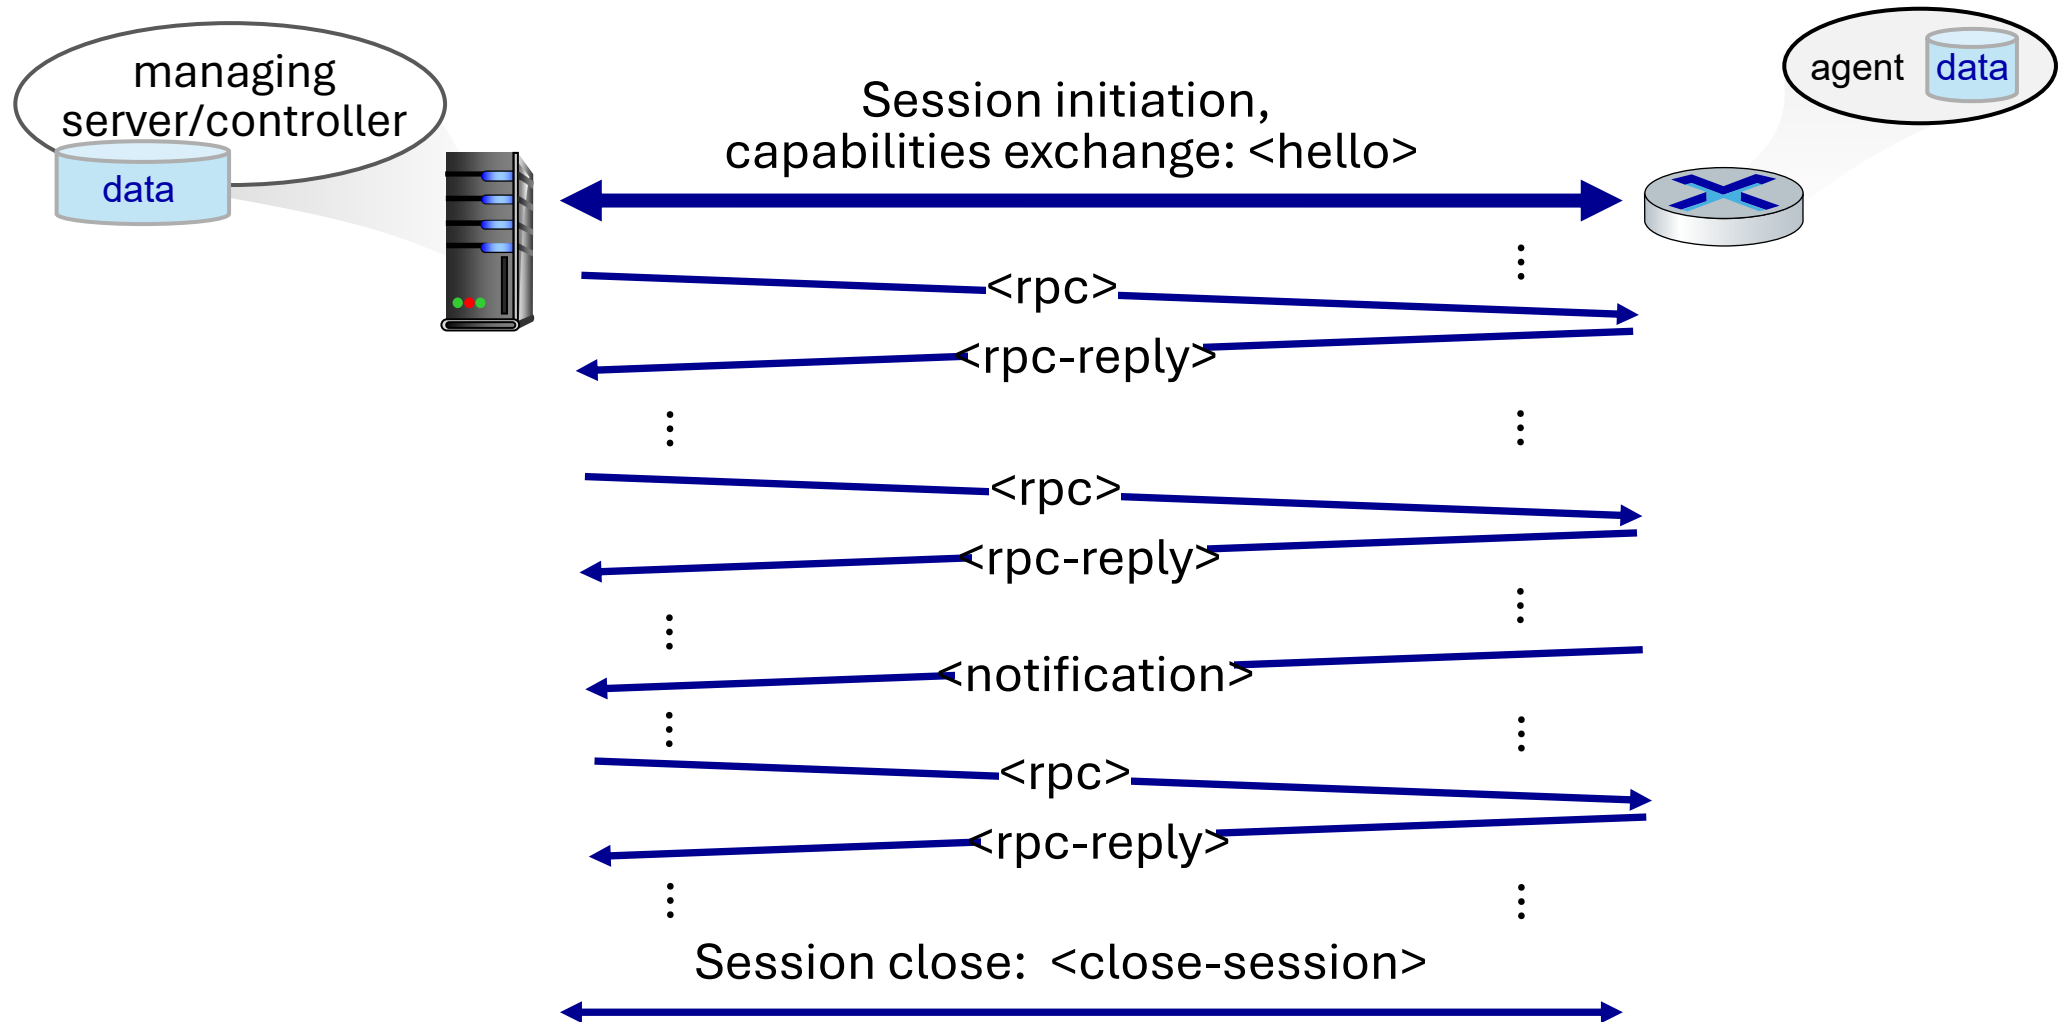 managing
server/controller
data
agent
data
Session initiation,
capabilities exchange: <hello>
<rpc>
<rpc-reply>
<rpc>
<rpc-reply>
<notification>
<rpc>
<rpc-reply>
Session close: <close-session>